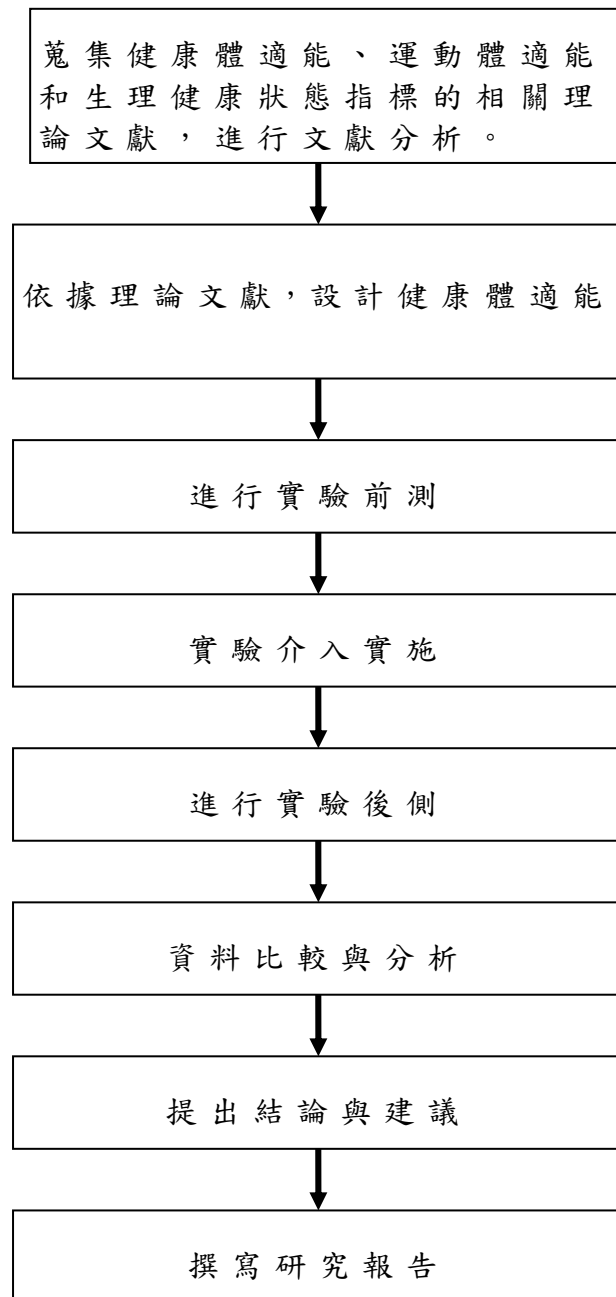 蒐集健康體適能、運動體適能
和生理健康狀態指標的相關理
論文獻，進行文獻分析。
依據理論文獻，設計健康體適能
進行實驗前測
實驗介入實施
進行實驗後側
資料比較與分析
提出結論與建議
撰寫研究報告